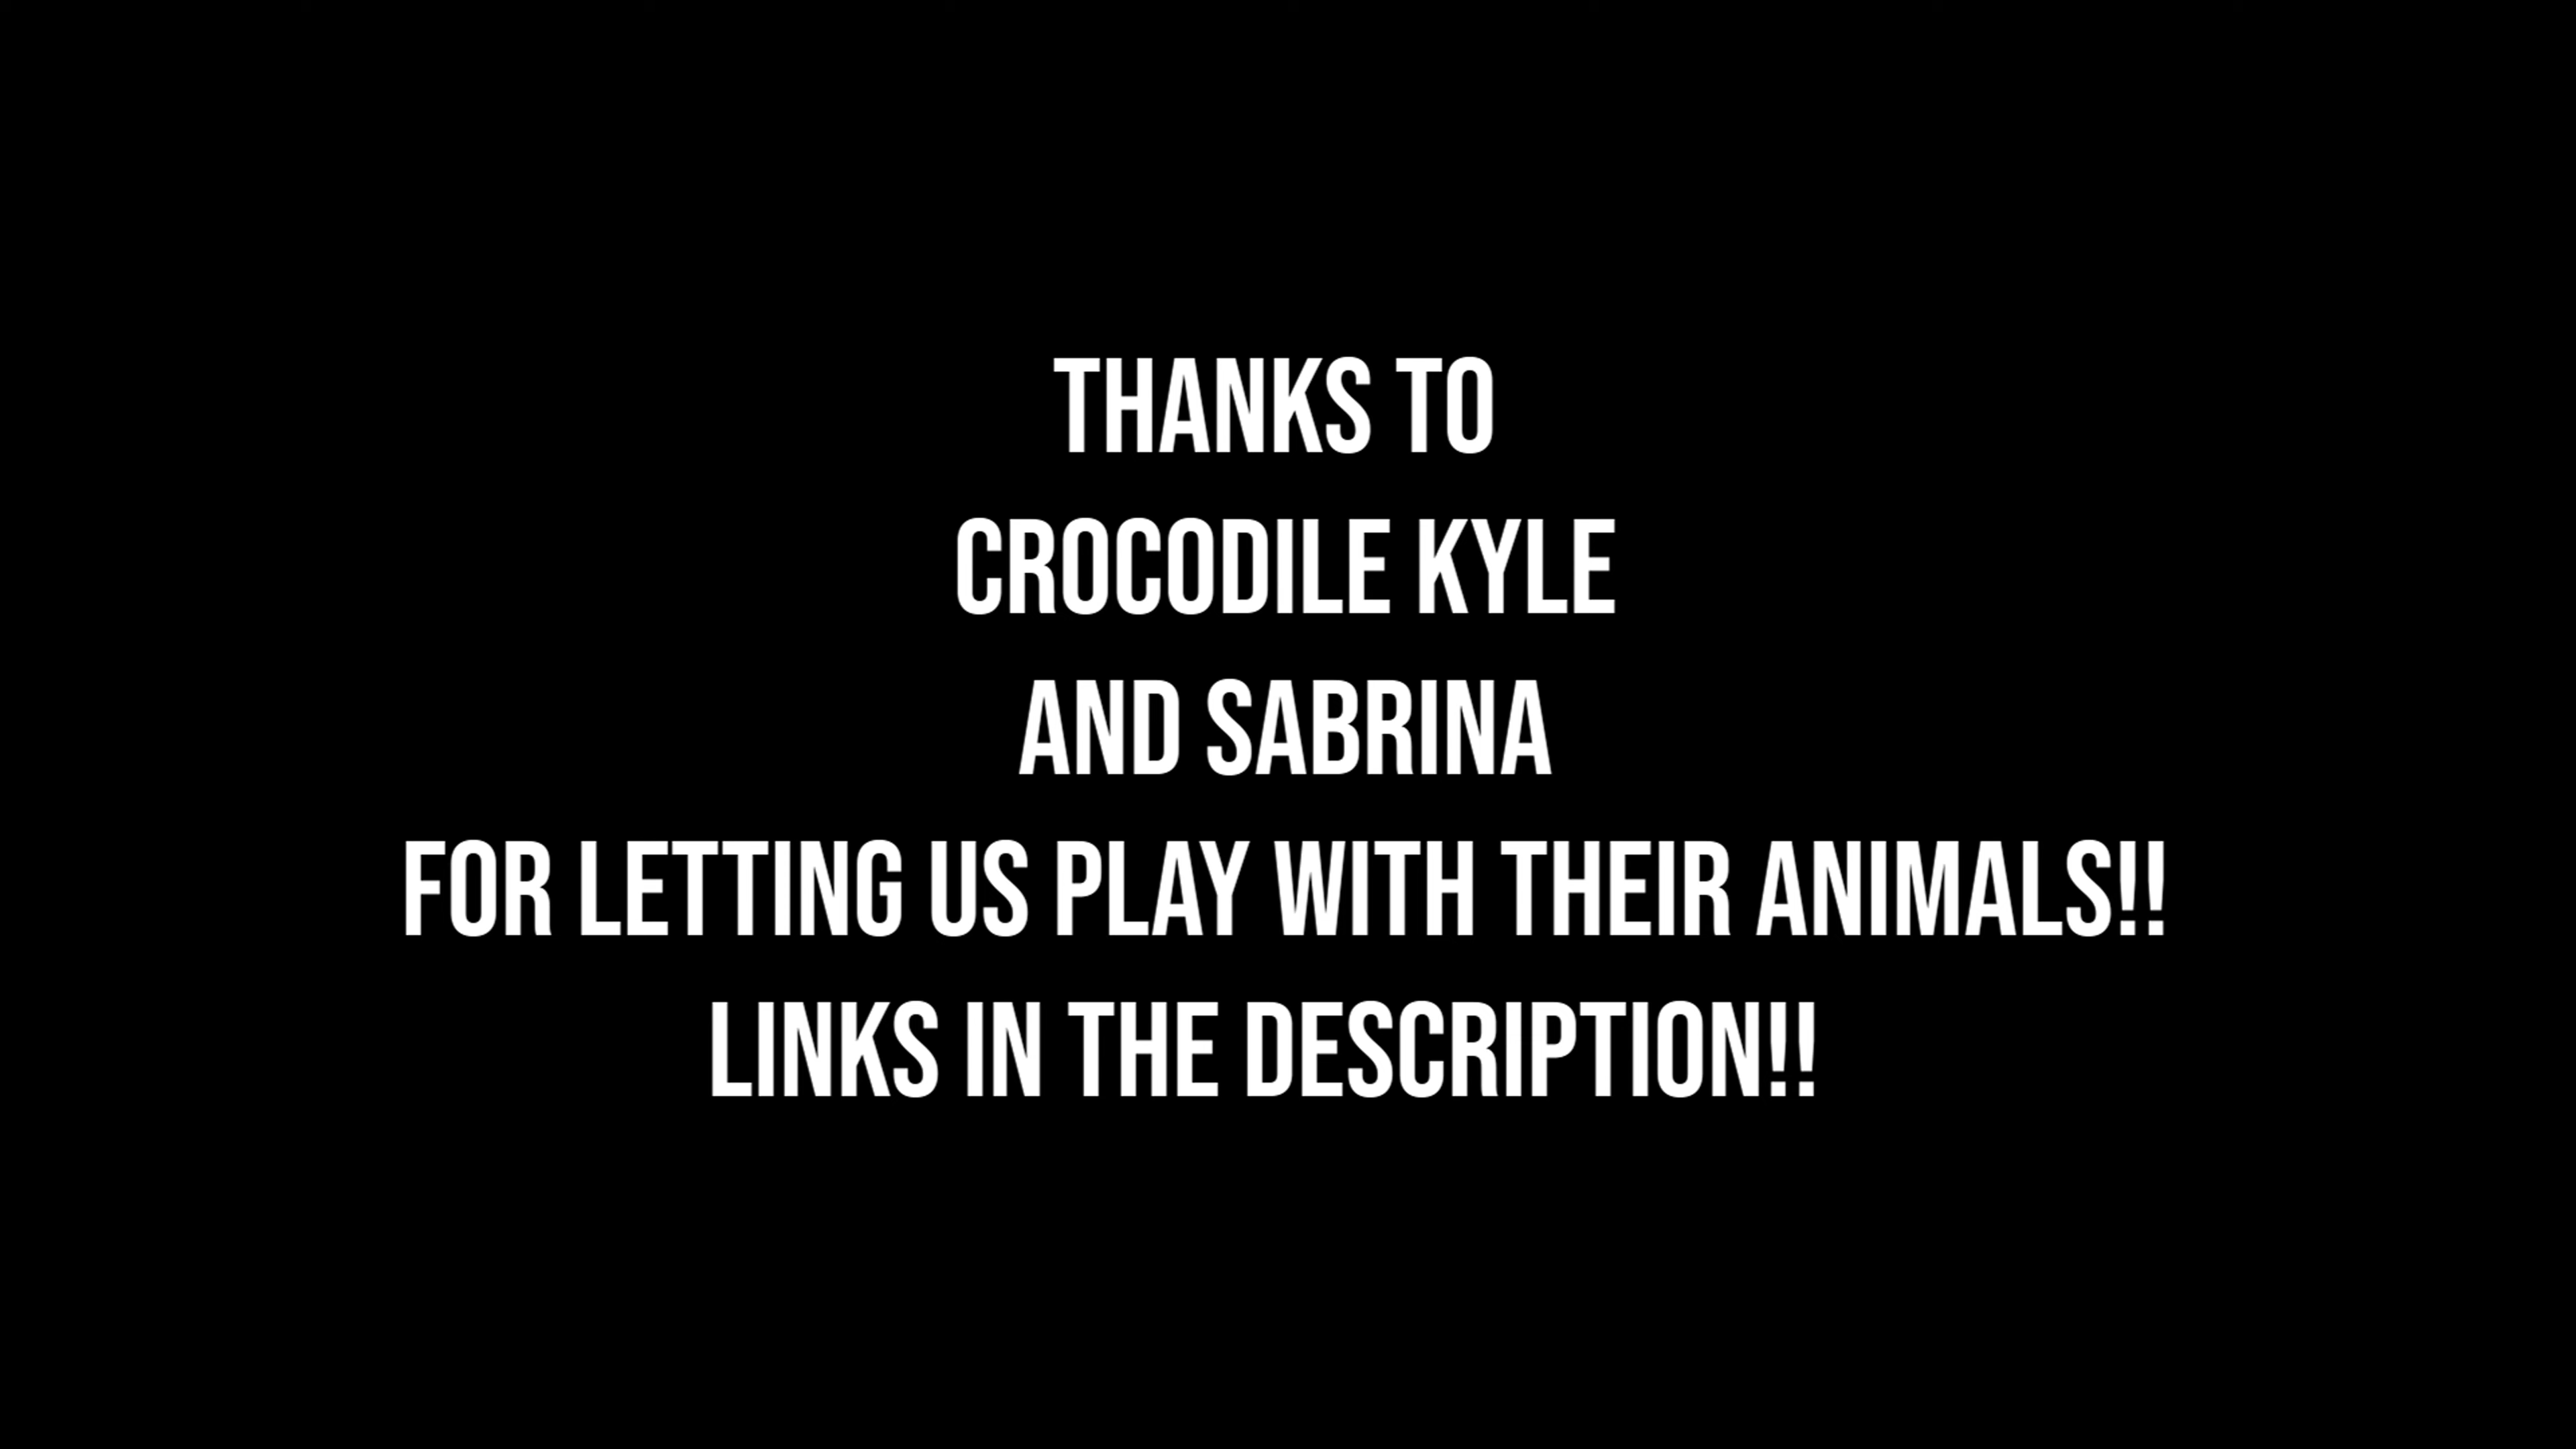 THANKS TO
CROCODILE KYLE
AND SABRINA
FOR LETTING US PLAY WITH THEIR ANIMALS!!
LINKS IN THE DESCRIPTION!!